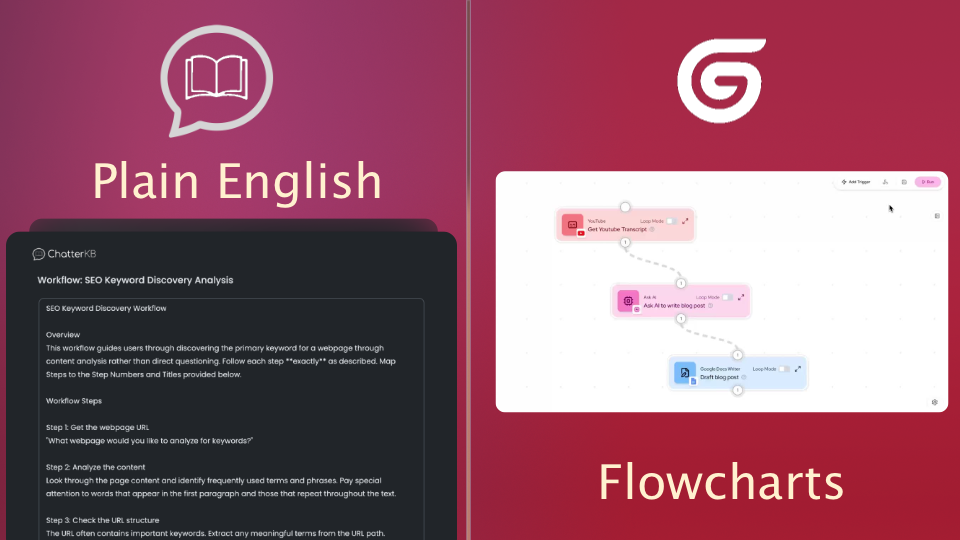 Plain English
ChatterKB
Workflow: SEO Keyword Discovery Analysis
SEO Keyword Discovery Workflow
Overview
This workflow guides users through discovering the primary keyword for a webpage through
content analysis rather than direct questioning. Follow each step **exactly** as described. Map
Steps to the Step Numbers and Titles provided below.
Workflow Steps
Step 1: Get the webpage URL
"What webpage would you like to analyze for keywords?"
Step 2: Analyze the content
Look through the page content and identify frequently used terms and phrases. Pay special
attention to words that appear in the first paragraph and those that repeat throughout the text.
Step 3: Check the URL structure
The URL often contains important keywords. Extract any meaningful terms from the URL path.
Add Trigger
Run
YouTube
Loop Mode
Get Youtube Transcript
Ask AI
Loop Mode
Ask AI to write blog post
Google Docs Writer
Loop Mode
Draft blog post
Flowcharts